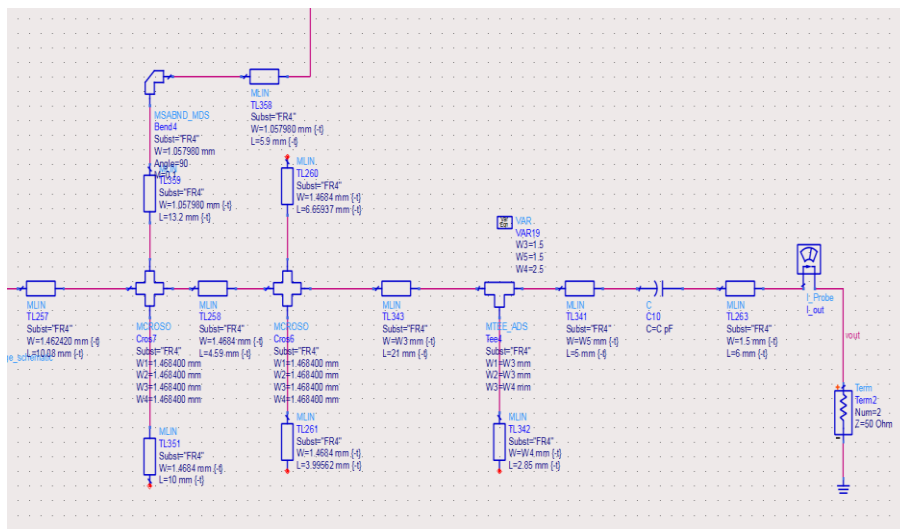 MLIN
TL358
Subst="FR4"
W=1.057980 mm {-t}
L=5.9 mm {-t}
MSABND_MDS
Bend4
Subst="FR4"
W=1.057980 mm
Angle=90
TL359
Subst="FR4"
W=1.057980 mm {-t}
L=13.2 mm {-t}
MLIN
TL260
Subst="FR4"
W=1.4684 mm {-t}
L=6.65937 mm {-t}
VAR
VAR19
W3=1.5
W5=1.5
W4=2.5
MLIN
TL257
Subst="FR4"
W=1.462420 mm {-t}
L=10.08 mm {-t}
MCROSO
Cros7
Subst="FR4"
W1=1.468400 mm
W2=1.468400 mm
W3=1.468400 mm
W4=1.468400 mm
MLIN
TL258
Subst="FR4"
W=1.4684 mm {-t}
L=4.59 mm {-t}
MCROSO
Cros6
Subst="FR4"
W1=1.468400 mm
W2=1.468400 mm
W3=1.468400 mm
W4=1.468400 mm
MLIN
TL343
Subst="FR4"
W=W3 mm {-t}
L=21 mm {-t}
MTEE_ADS
Tee4
Subst="FR4"
W1=W3 mm
W2=W3 mm
W3=W4 mm
MLIN
TL341
Subst="FR4"
W=W5 mm {-t}
L=5 mm {-t}
C
C10
C=C pF
MLIN
TL263
Subst="FR4"
W=1.5 mm {-t}
L=6 mm {-t}
I_Probe
I_out
vout
Term
Term2
Num=2
Z=50 Ohm
MLIN
TL351
Subst="FR4"
W=1.4684 mm {-t}
L=10 mm {-t}
MLIN
TL261
Subst="FR4"
W=1.4684 mm {-t}
L=3.99562 mm {-t}
MLIN
TL342
Subst="FR4"
W=W4 mm {-t}
L=2.85 mm {-t}